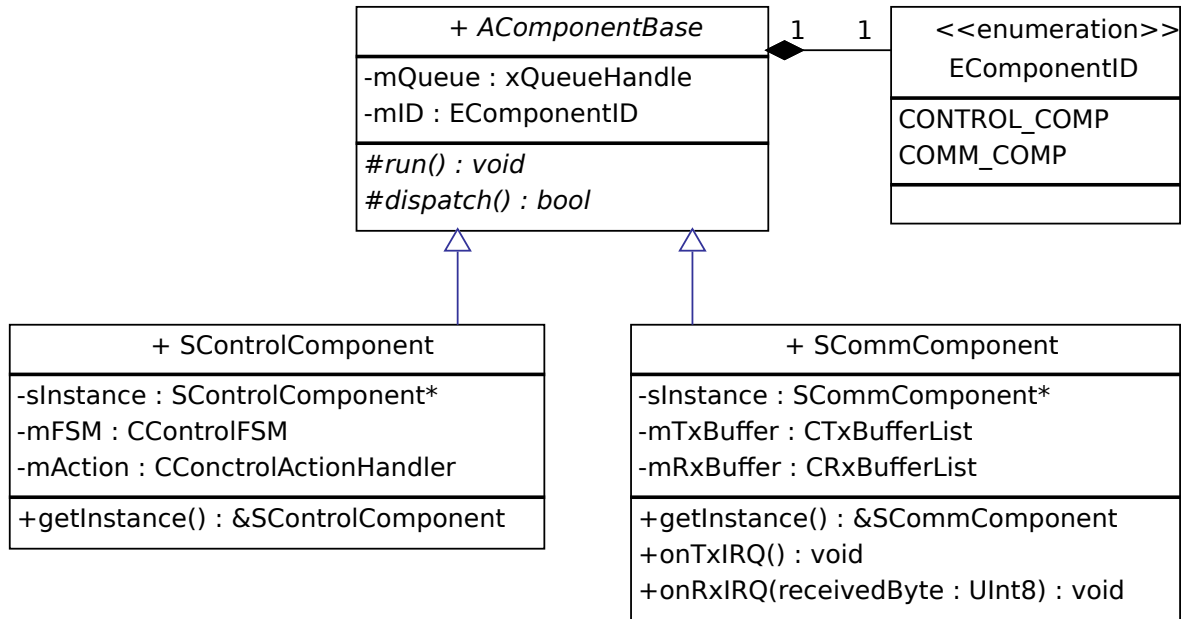 + AComponentBase
-mQueue : xQueueHandle
-mID : EComponentID
#run() : void
#dispatch() : bool
1
1
<<enumeration>>
EComponentID
CONTROL_COMP
COMM_COMP
+ SControlComponent
-sInstance : SControlComponent*
-mFSM : CControlFSM
-mAction : CConctrolActionHandler
+getInstance() : &SControlComponent
+ SCommComponent
-sInstance : SCommComponent*
-mTxBuffer : CTxBufferList
-mRxBuffer : CRxBufferList
+getInstance() : &SCommComponent
+onTxIRQ() : void
+onRxIRQ(receivedByte : UInt8) : void